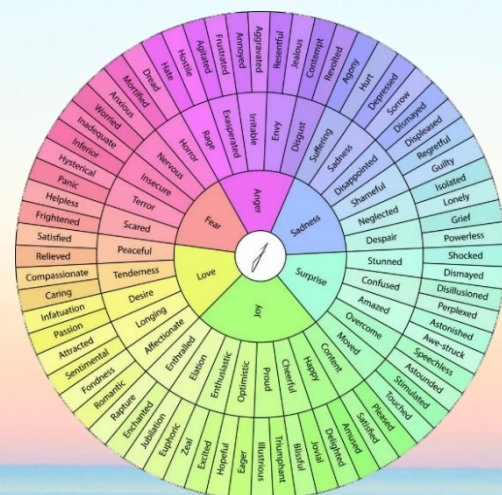 Fear
Anger
Sadness
Surprise
Joy
Love
Scared
Terror
Insecure
Nervous
Horror
Rage
Exasperated
Irritable
Envy
Disgust
Suffering
Sadness
Disappointed
Shameful
Neglected
Despair
Stunned
Confused
Amazed
Overcome
Moved
Content
Happy
Cheerful
Proud
Optimistic
Enthusiastic
Elation
Enthralled
Affectionate
Longing
Desire
Tenderness
Peaceful
Frightened
Helpless
Panic
Hysterical
Inferior
Inadequate
Worried
Anxious
Mortified
Dread
Hate
Hostile
Agitated
Frustrated
Annoyed
Aggravated
Resentful
Jealous
Contempt
Revolted
Agony
Hurt
Depressed
Sorrow
Dismayed
Displeased
Regretful
Guilty
Isolated
Lonely
Grief
Powerless
Shocked
Dismayed
Disillusioned
Perplexed
Astonished
Awe-struck
Speechless
Astounded
Stimulated
Touched
Pleased
Satisfied
Amused
Delighted
Jovial
Blissful
Triumphant
Illustrious
Eager
Hopeful
Excited
Zeal
Euphoric
Jubilation
Enchanted
Rapture
Romantic
Fondness
Sentimental
Attracted
Passion
Infatuation
Caring
Compassionate
Relieved
Satisfied